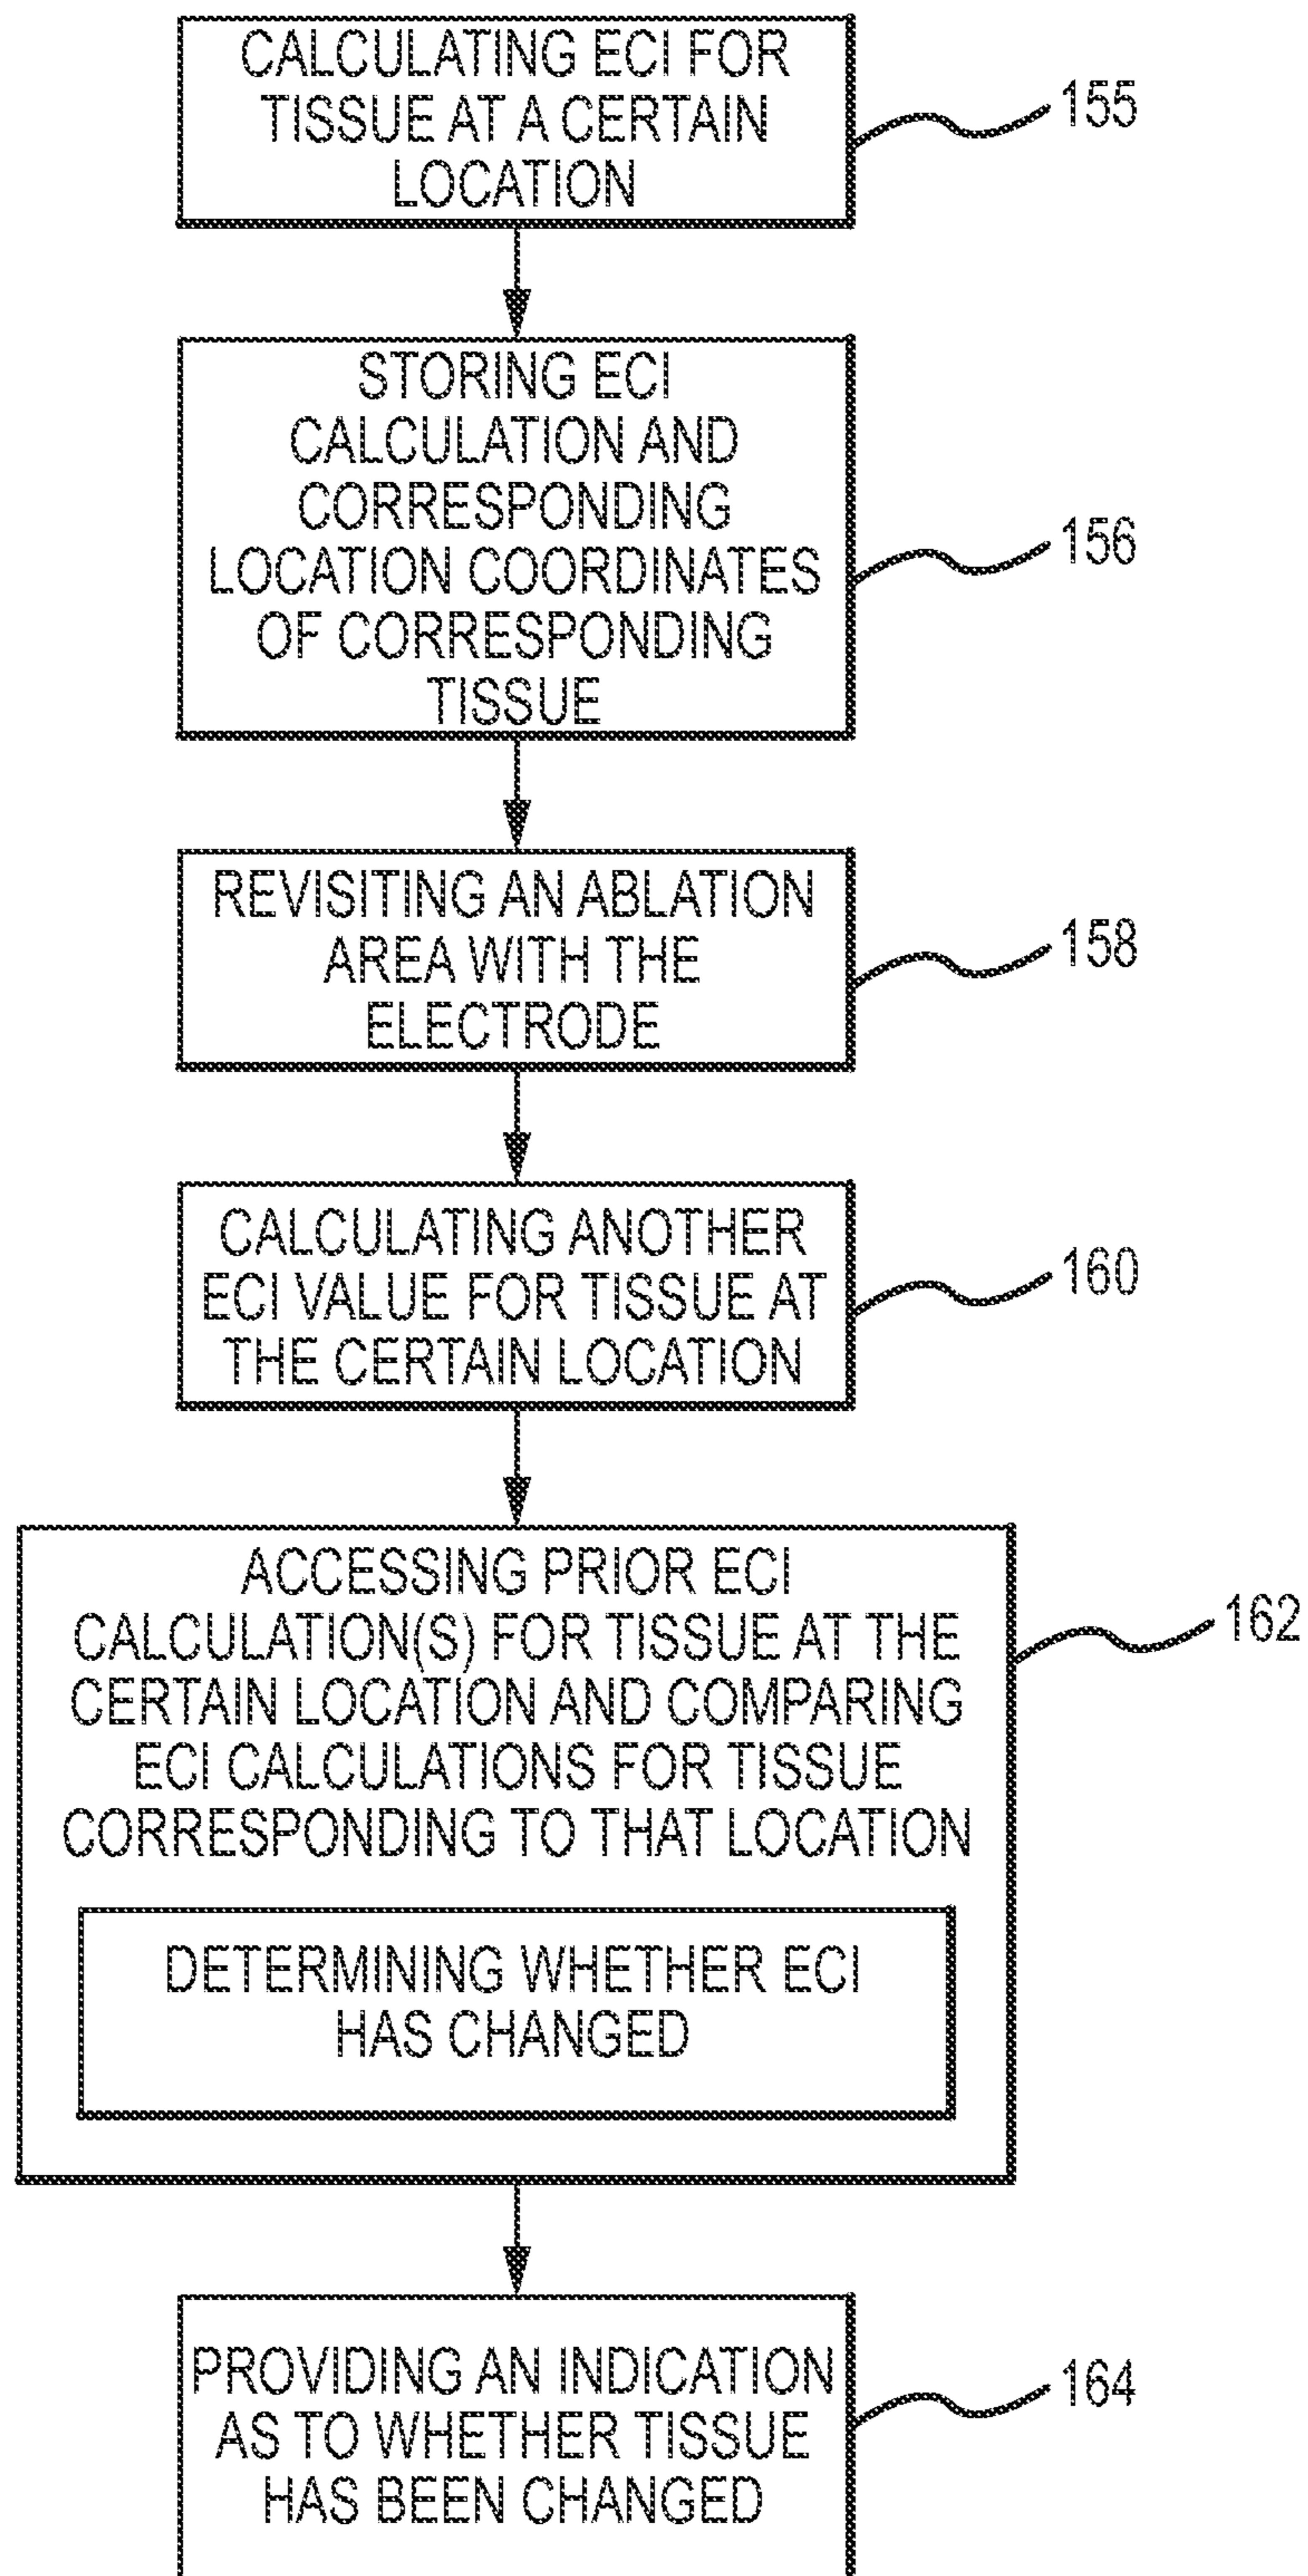 CALCULATING ECI FOR
TISSUE AT A CERTAIN
LOCATION
155
STORING ECI
CALCULATION AND
CORRESPONDING
LOCATION COORDINATES
OF CORRESPONDING
TISSUE
156
REVISITING AN ABLATION
AREA WITH THE
ELECTRODE
158
CALCULATING ANOTHER
ECI VALUE FOR TISSUE AT
THE CERTAIN LOCATION
160
ACCESSING PRIOR ECI
CALCULATION(S) FOR TISSUE AT THE
CERTAIN LOCATION AND COMPARING
ECI CALCULATIONS FOR TISSUE
CORRESPONDING TO THAT LOCATION
162
DETERMINING WHETHER ECI
HAS CHANGED
PROVIDING AN INDICATION
AS TO WHETHER TISSUE
HAS BEEN CHANGED
164